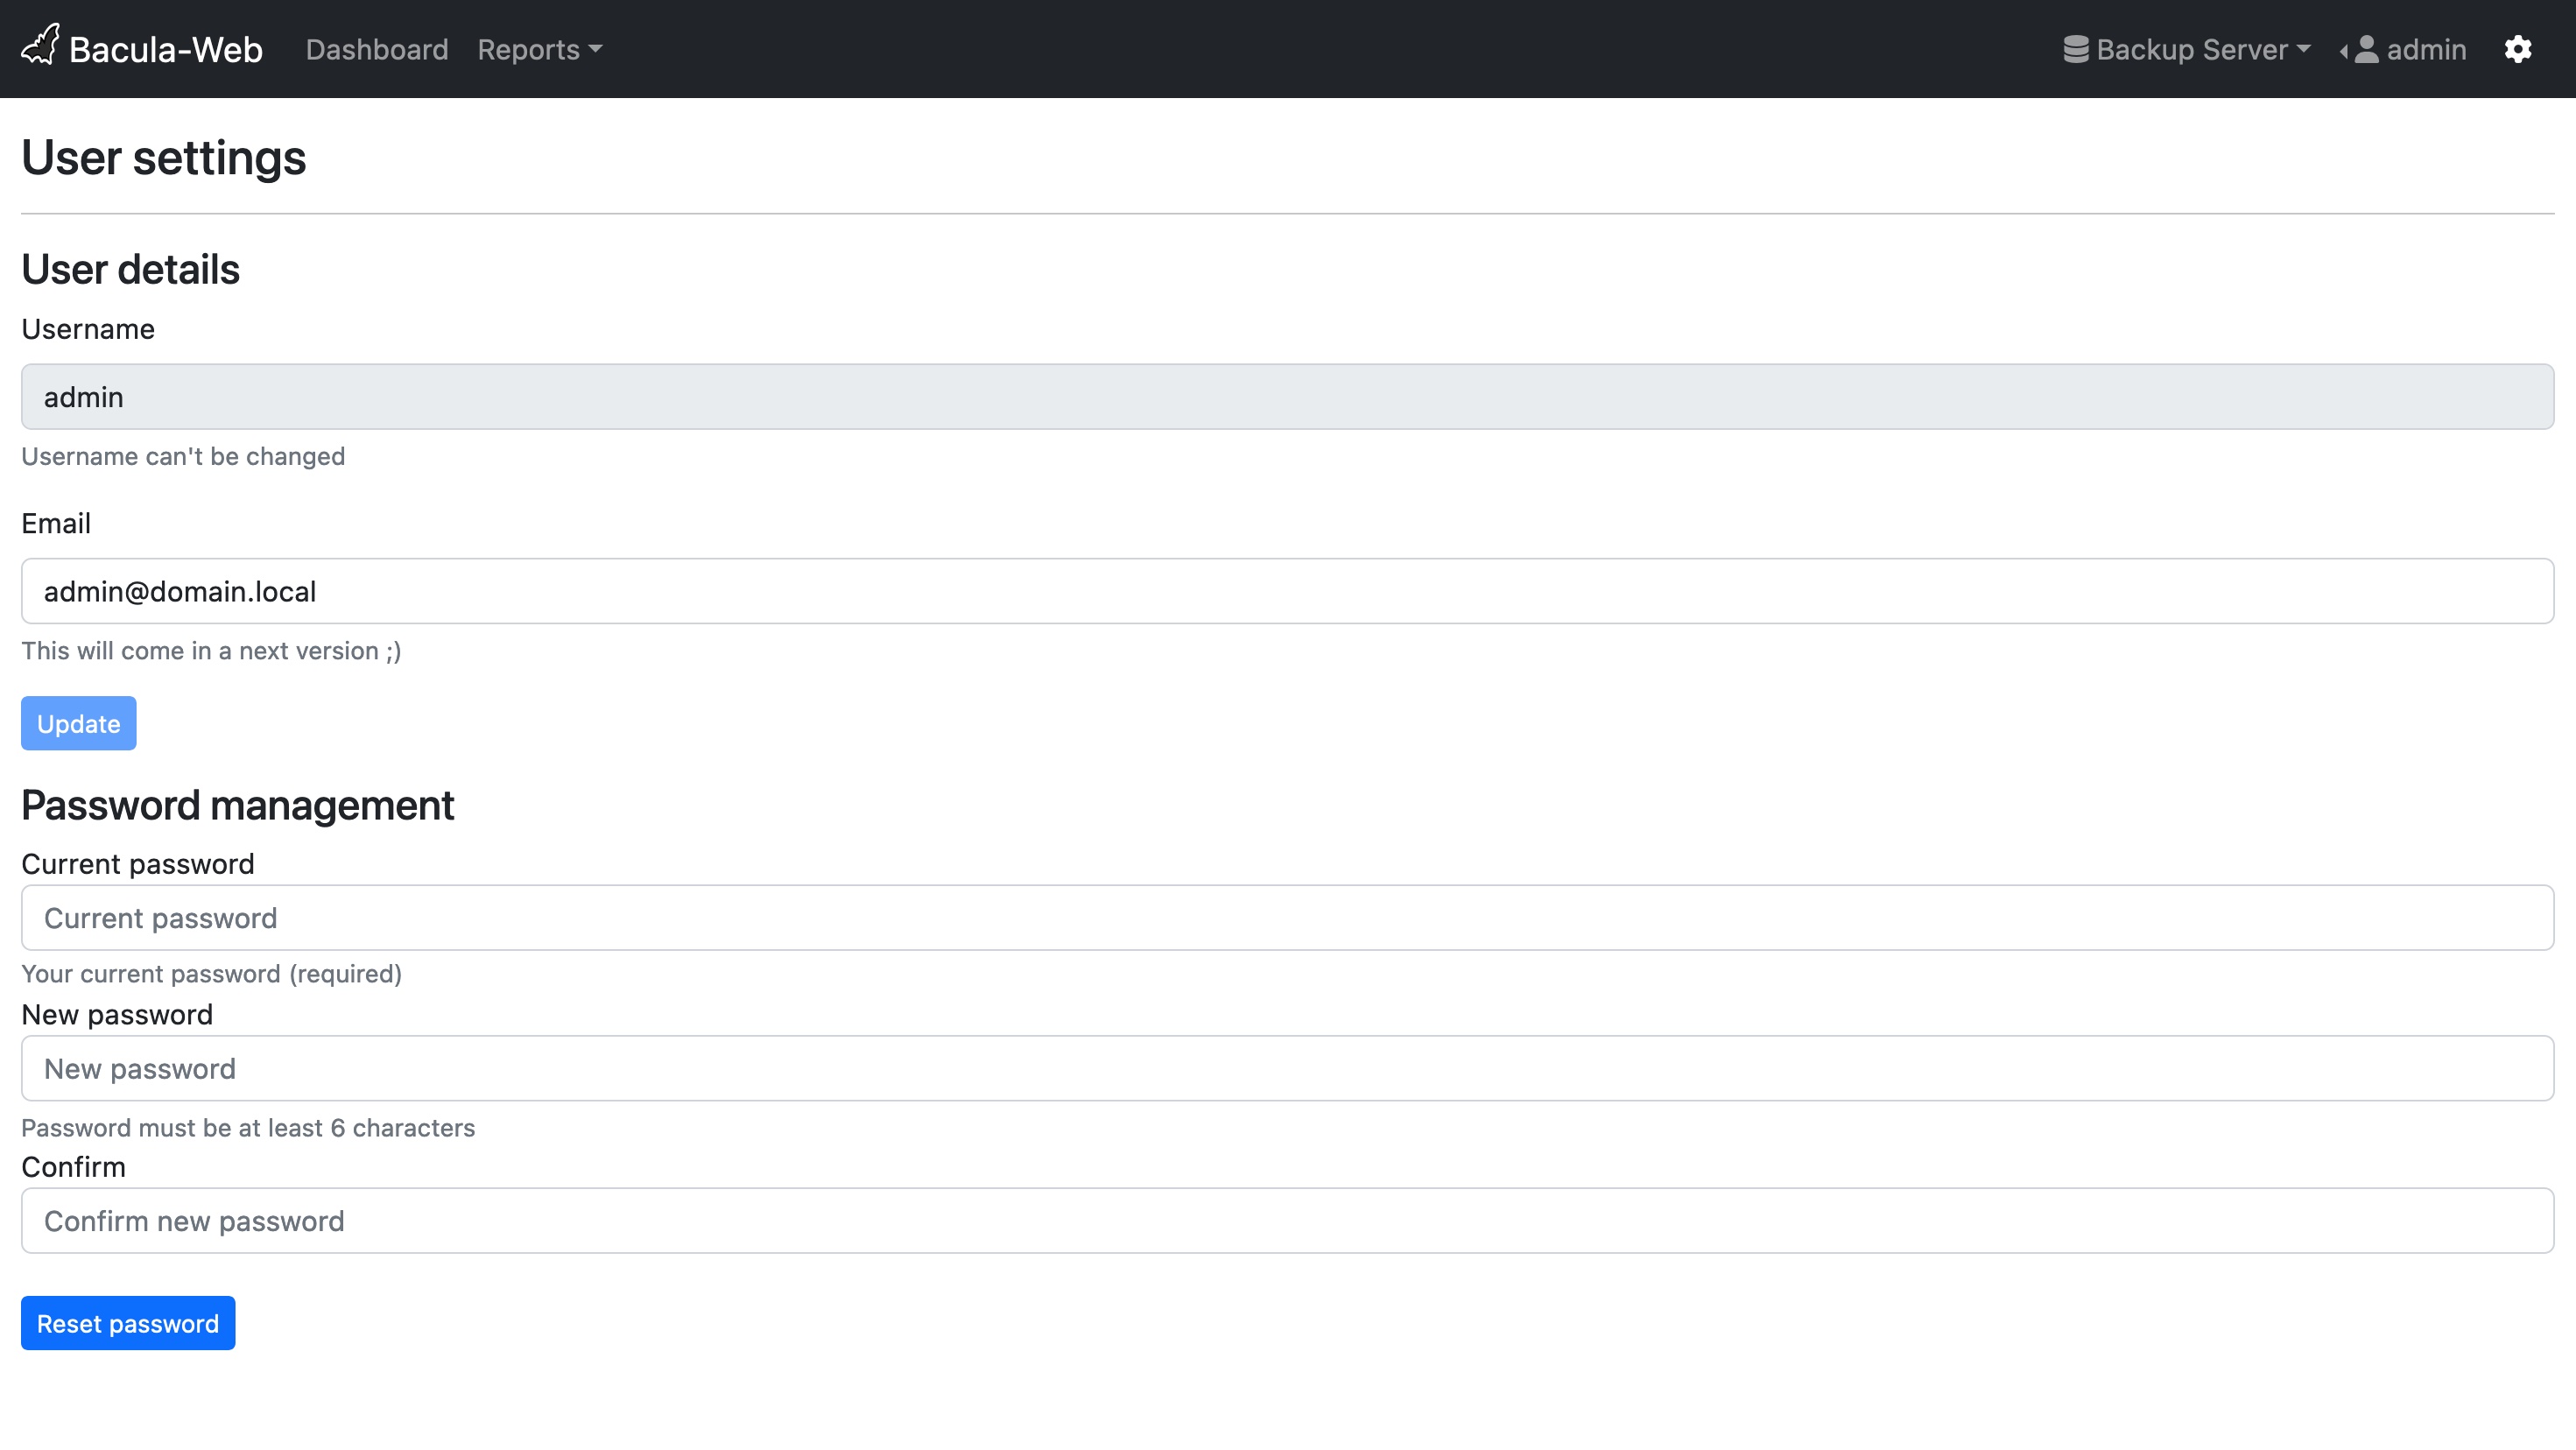 Bacula-Web Dashboard Reports Backup Server admin
User settings
User details
Username
admin
Username can't be changed
Email
admin@domain.local
This will come in a next version ;)
Update
Password management
Current password
Current password
Your current password (required)
New password
New password
Password must be at least 6 characters
Confirm
Confirm new password
Reset password